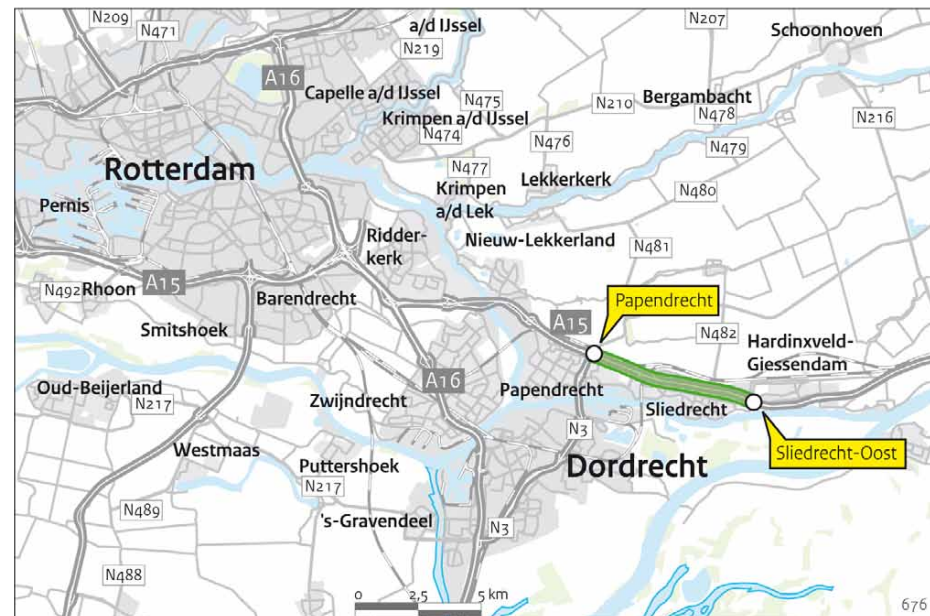 N209
N471
a/d IJssel
N219
N207
Schoonhoven
A16
Capelle a/d IJssel
N475
Krimpen a/d IJssel
N474
N210
Bergambacht
N478
N216
N476
N479
Rotterdam
N477
Lekkerkerk
Krimpen
a/d Lek
N480
Pernis
Ridder-
kerk
Nieuw-Lekkerland
N481
N492
Rhoon
A15
Barendrecht
Papendrecht
Smitshoek
A15
N482
Hardinxveld-
Giessendam
A16
Oud-Beijerland
N217
Zwijndrecht
Papendrecht
Sliedrecht
N3
Westmaas
Puttershoek
N217
Dordrecht
Sliedrecht-Oost
N489
's-Gravendeel
N3
N488
0 2,5 5 km
676